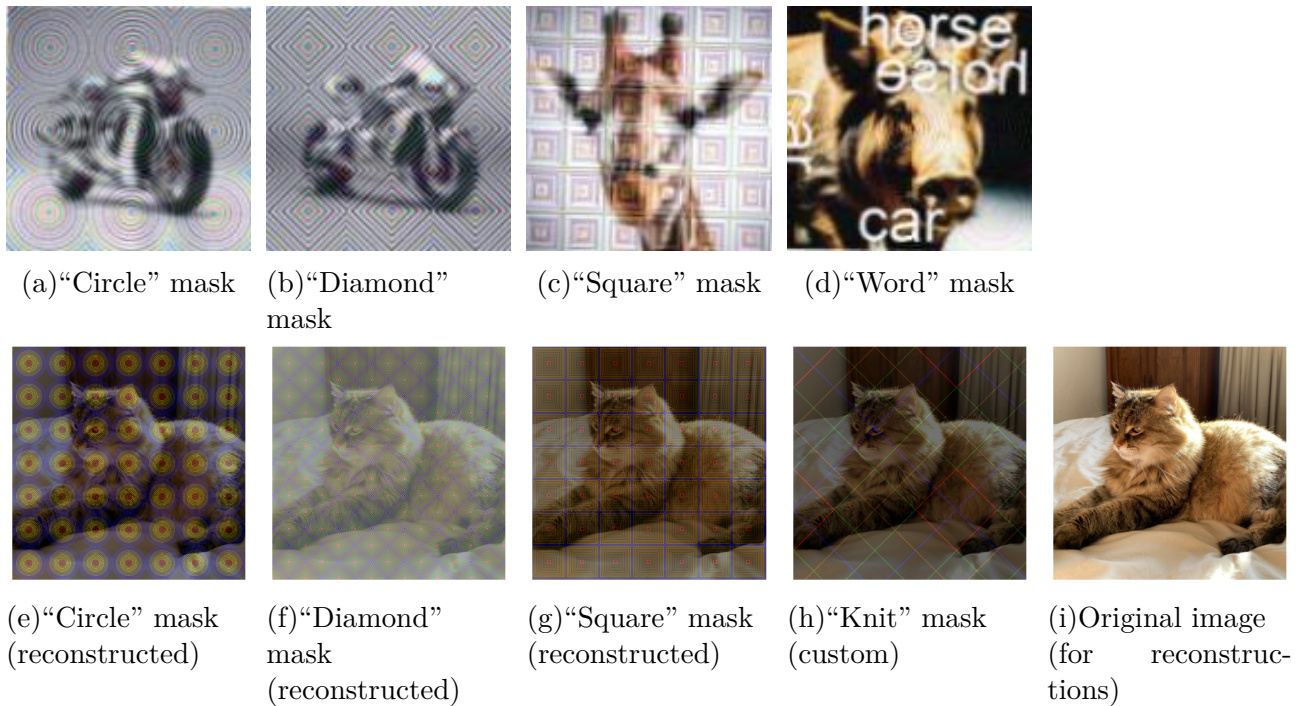 horse
horse
car
car
(a)“Circle” mask
(b)“Diamond”
mask
(c)“Square” mask
(d)“Word” mask
(e)“Circle” mask
(reconstructed)
(f)“Diamond”
mask
(reconstructed)
(g)“Square” mask
(reconstructed)
(h)“Knit” mask
(custom)
(i)Original image
(for reconstruc-
tions)